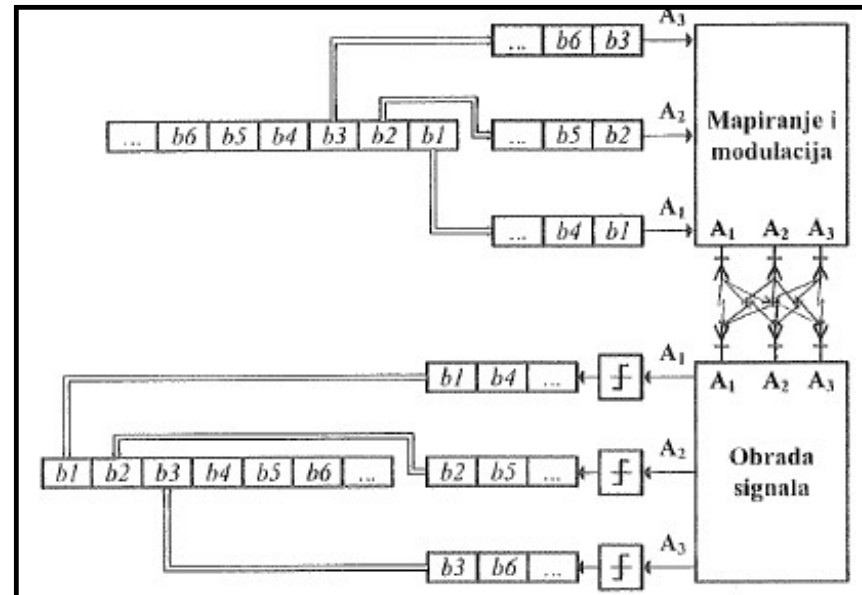 A₃
... b6 b3
... b6 b5 b4 b3 b2 b1
A₂
... b5 b2
Mapiranje i
modulacija
A₁
... b4 b1
A₁ A₂ A₃
A₁
b1 b4 ...
A₁ A₂ A₃
b1 b2 b3 b4 b5 b6 ...
A₂
b2 b5 ...
Obrada
signala
A₃
b3 b6 ...